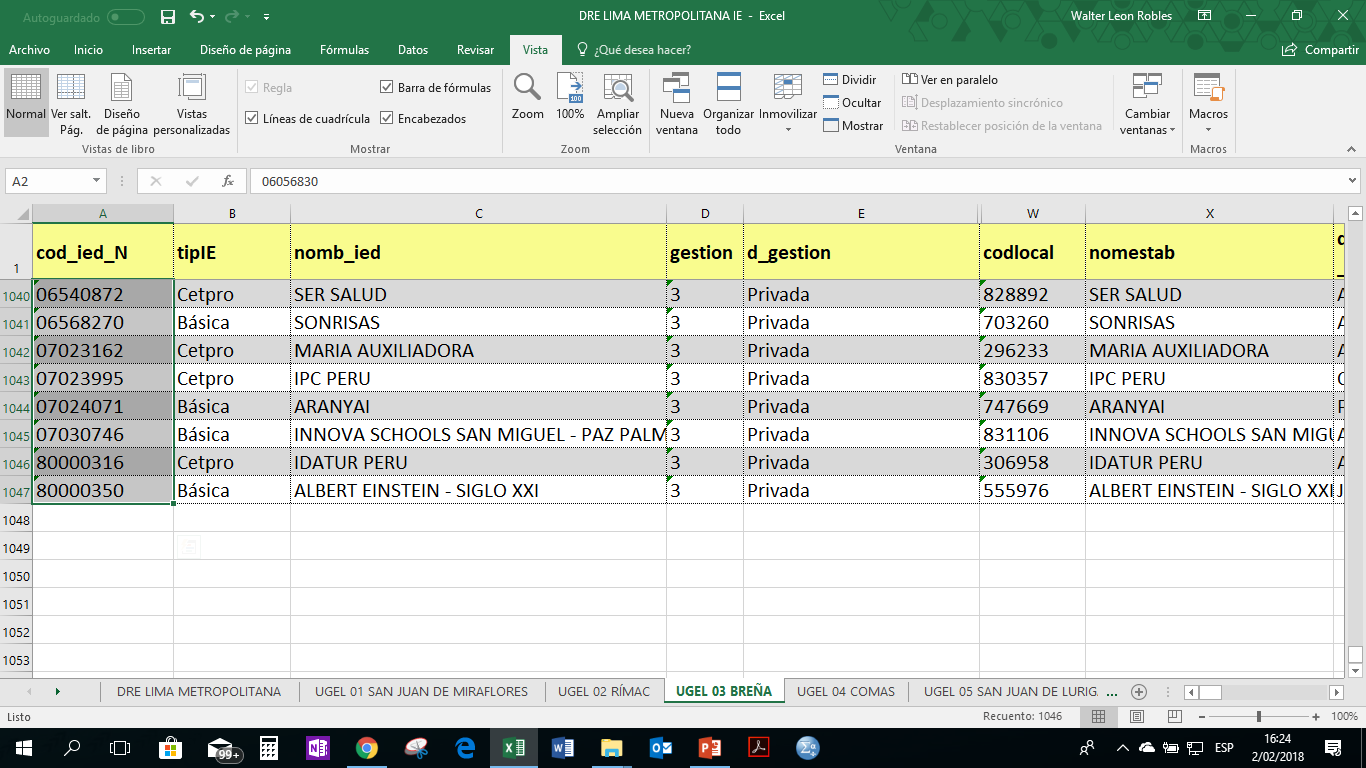 Autoguardado
DRE LIMA METROPOLITANA IE - Excel
Walter Leon Robles
Archivo Inicio Insertar Diseño de página Fórmulas Datos Revisar Vista ¿Qué desea hacer? Compartir
Normal
Ver salt. Pág.
Diseño de página
Vistas personalizadas
Vistas de libro
Regla
Barra de fórmulas
Líneas de cuadrícula
Encabezados
Mostrar
Zoom
100
100%
Ampliar selección
Zoom
Nueva ventana
Organizar todo
Inmovilizar
Dividir
Ocultar
Mostrar
Ver en paralelo
Desplazamiento sincrónico
Restablecer posición de la ventana
Cambiar ventanas
Ventana
Macros
Macros
A2 fx 06056830
A B C D E W X
1 cod_ied_N tipIE nomb_ied gestion d_gestion codlocal nomestab
1040 06540872 Cetpro SER SALUD 3 Privada 828892 SER SALUD
1041 06568270 Básica SONRISAS 3 Privada 703260 SONRISAS
1042 07023162 Cetpro MARIA AUXILIADORA 3 Privada 296233 MARIA AUXILIADORA
1043 07023995 Cetpro IPC PERU 3 Privada 830357 IPC PERU
1044 07024071 Básica ARANYAI 3 Privada 747669 ARANYAI
1045 07030746 Básica INNOVA SCHOOLS SAN MIGUEL - PAZ PALM 3 Privada 831106 INNOVA SCHOOLS SAN MIGU
1046 80000316 Cetpro IDATUR PERU 3 Privada 306958 IDATUR PERU
1047 80000350 Básica ALBERT EINSTEIN - SIGLO XXI 3 Privada 555976 ALBERT EINSTEIN - SIGLO XXI J
1048
1049
1050
1051
1052
1053
DRE LIMA METROPOLITANA UGEL 01 SAN JUAN DE MIRAFLORES UGEL 02 RÍMAC UGEL 03 BREÑA UGEL 04 COMAS UGEL 05 SAN JUAN DE LURIG ...
Listo Recuento: 1046 100%
99+ ESP 16:24
2/02/2018